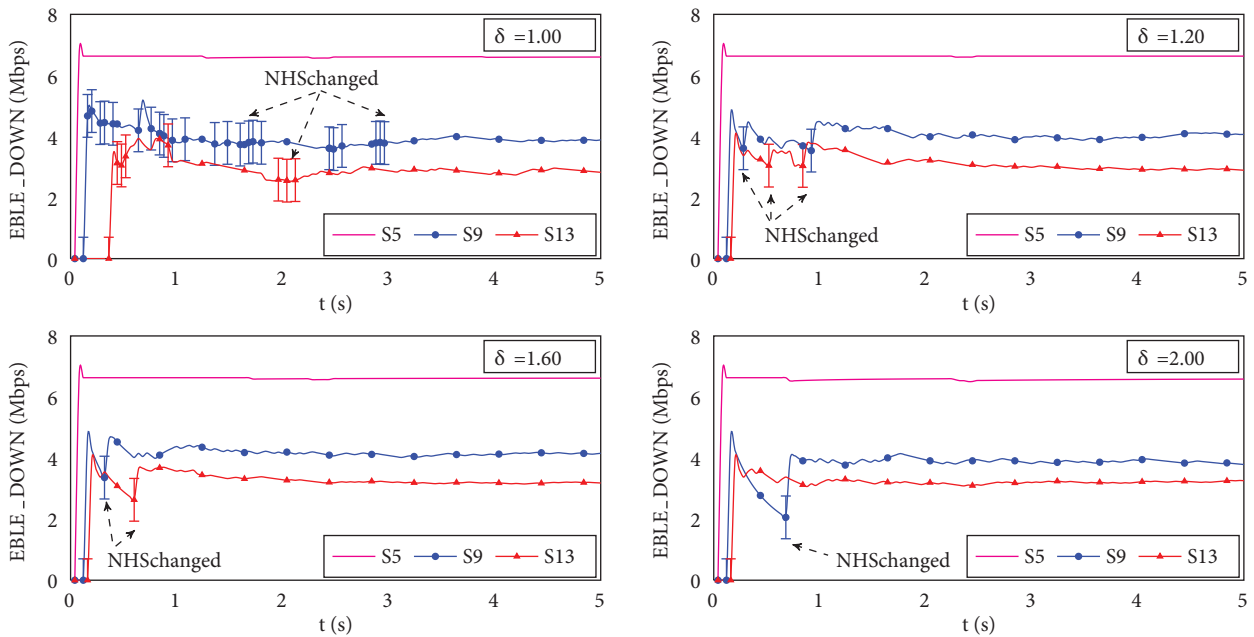 EBLE_DOWN (Mbps)
8
6
4
2
0
δ =1.00
NHSchanged
S5 S9 S13
0 1 2 3 4 5
t (s)
EBLE_DOWN (Mbps)
8
6
4
2
0
δ =1.20
NHSchanged
S5 S9 S13
0 1 2 3 4 5
t (s)
EBLE_DOWN (Mbps)
8
6
4
2
0
δ =1.60
NHSchanged
S5 S9 S13
0 1 2 3 4 5
t (s)
EBLE_DOWN (Mbps)
8
6
4
2
0
δ =2.00
NHSchanged
S5 S9 S13
0 1 2 3 4 5
t (s)